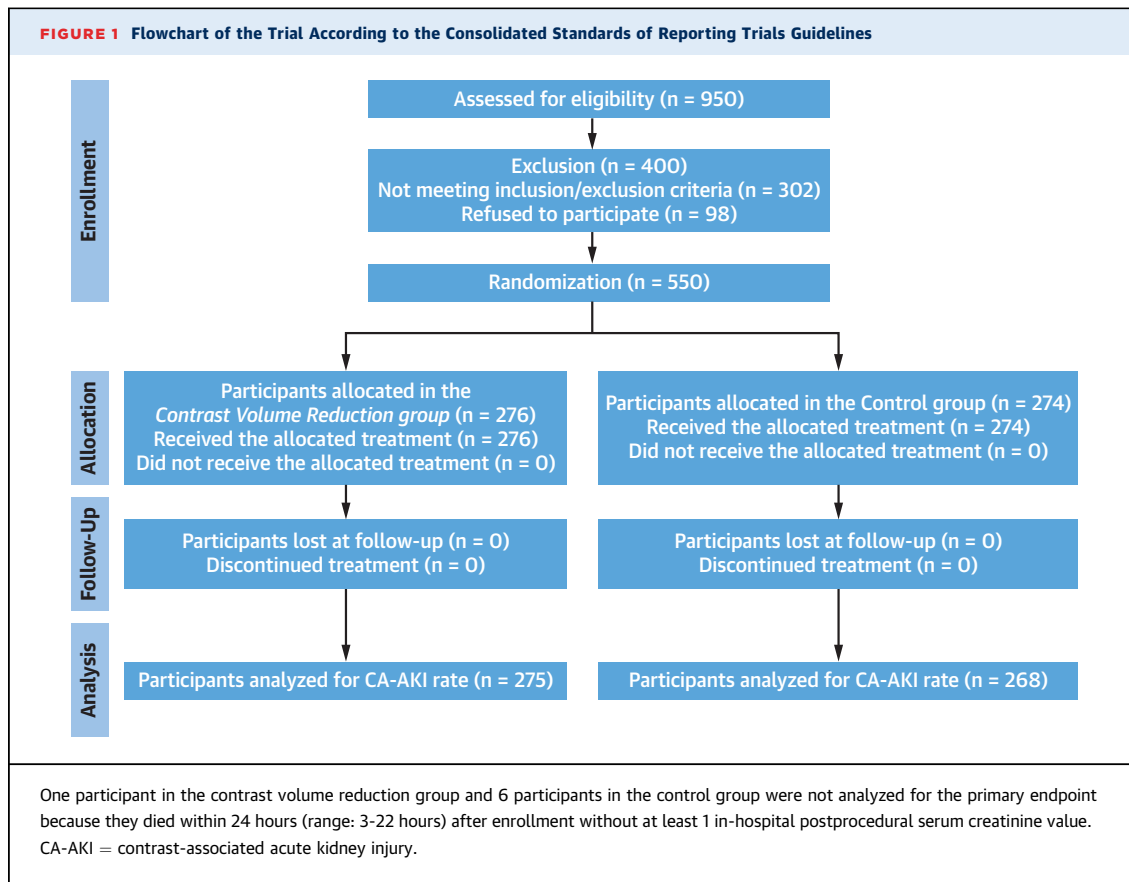 FIGURE 1 Flowchart of the Trial According to the Consolidated Standards of Reporting Trials Guidelines
Enrollment
Assessed for eligibility (n = 950)
Exclusion (n = 400)
Not meeting inclusion/exclusion criteria (n = 302)
Refused to participate (n = 98)
Randomization (n = 550)
Allocation
Participants allocated in the
Contrast Volume Reduction group (n = 276)
Received the allocated treatment (n = 276)
Did not receive the allocated treatment (n = 0)
Participants allocated in the Control group (n = 274)
Received the allocated treatment (n = 274)
Did not receive the allocated treatment (n = 0)
Follow-Up
Participants lost at follow-up (n = 0)
Discontinued treatment (n = 0)
Participants lost at follow-up (n = 0)
Discontinued treatment (n = 0)
Analysis
Participants analyzed for CA-AKI rate (n = 275)
Participants analyzed for CA-AKI rate (n = 268)
One participant in the contrast volume reduction group and 6 participants in the control group were not analyzed for the primary endpoint
because they died within 24 hours (range: 3-22 hours) after enrollment without at least 1 in-hospital postprocedural serum creatinine value.
CA-AKI = contrast-associated acute kidney injury.